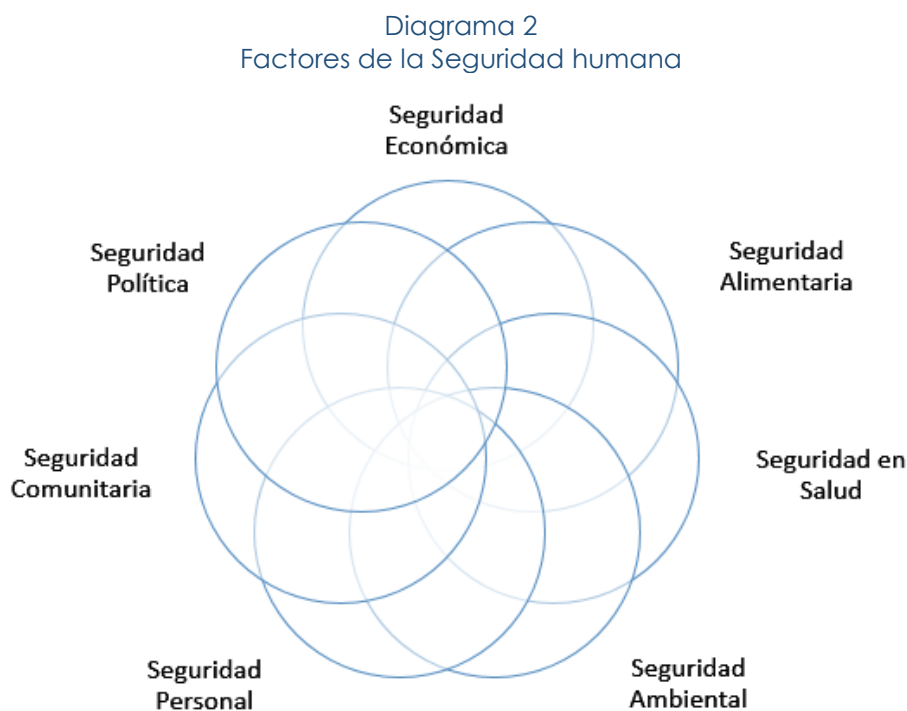 Diagrama 2
Factores de la Seguridad humana
Seguridad
Económica
Seguridad
Política
Seguridad
Alimentaria
Seguridad
Comunitaria
Seguridad en
Salud
Seguridad
Personal
Seguridad
Ambiental